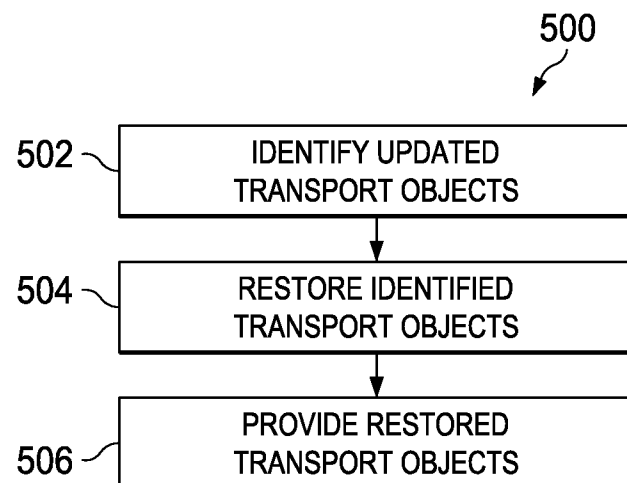 500
502
IDENTIFY UPDATED
TRANSPORT OBJECTS
504
RESTORE IDENTIFIED
TRANSPORT OBJECTS
506
PROVIDE RESTORED
TRANSPORT OBJECTS